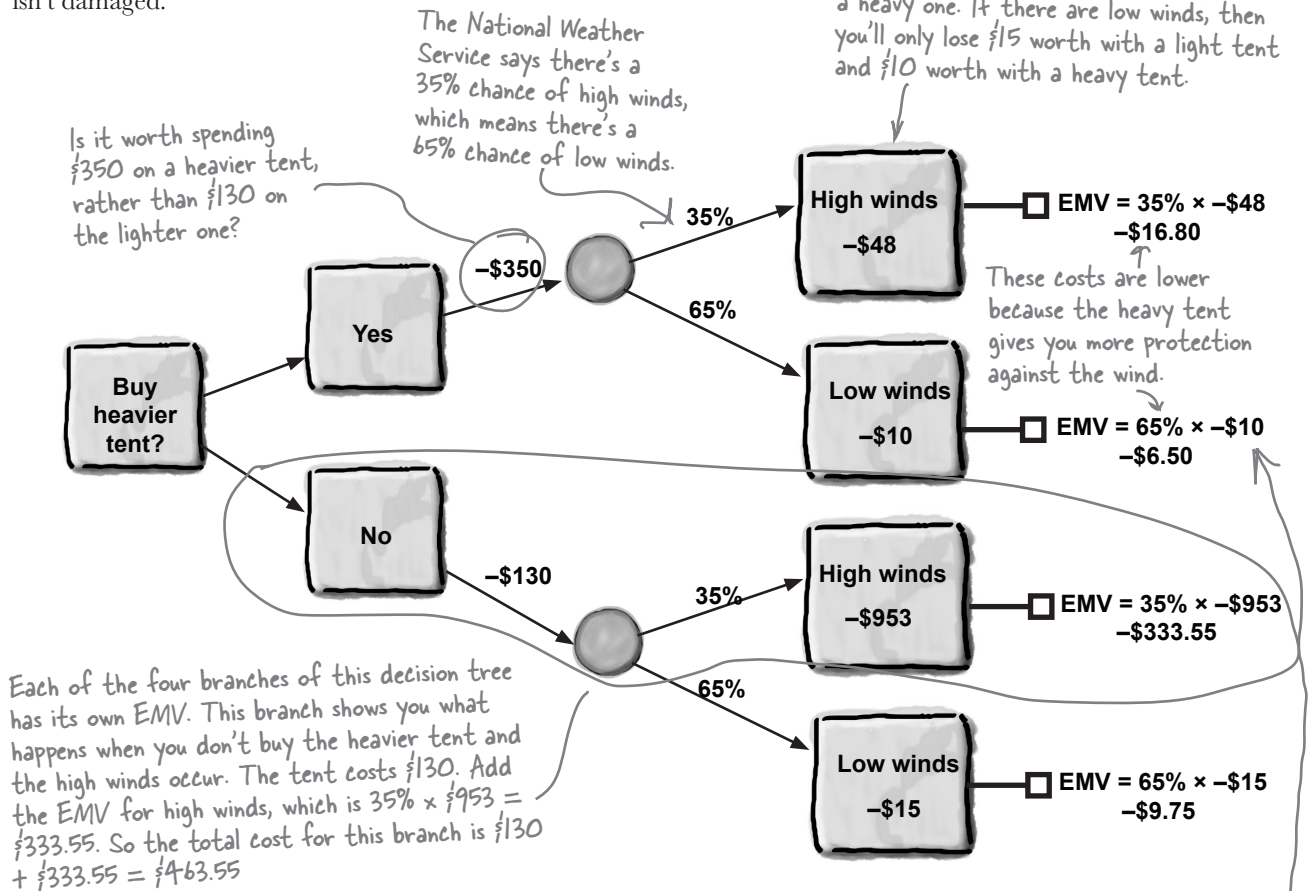 isn't damaged.
The National Weather
Service says there's a
35% chance of high winds,
which means there's a
65% chance of low winds.
a heavy one. If there are low winds, then
you'll only lose $15 worth with a light tent
and $10 worth with a heavy tent.
Is it worth spending
$350 on a heavier tent,
rather than $130 on
the lighter one?
Buy
heavier
tent?
Yes
–$350
35%
High winds
–$48
EMV = 35% × –$48
–$16.80
These costs are lower
because the heavy tent
gives you more protection
against the wind.
65%
Low winds
–$10
EMV = 65% × –$10
–$6.50
No
–$130
35%
High winds
–$953
EMV = 35% × –$953
–$333.55
65%
Low winds
–$15
EMV = 65% × –$15
–$9.75
Each of the four branches of this decision tree
has its own EMV. This branch shows you what
happens when you don't buy the heavier tent and
the high winds occur. The tent costs $130. Add
the EMV for high winds, which is 35% x $953 =
$333.55. So the total cost for this branch is $130
+ $333.55 = $463.55